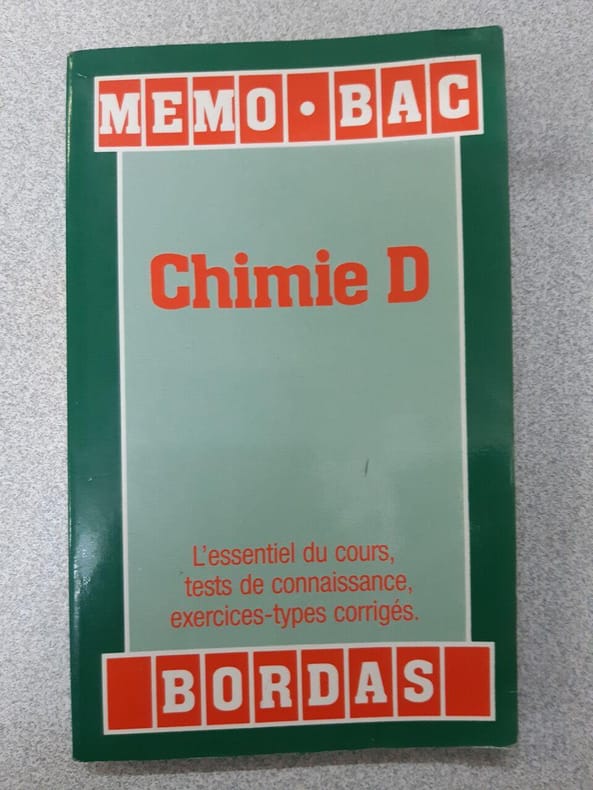 MEMO • BAC
Chimie D
L'essentiel du cours,
tests de connaissance,
exercices-types corrigés.
BORDAS